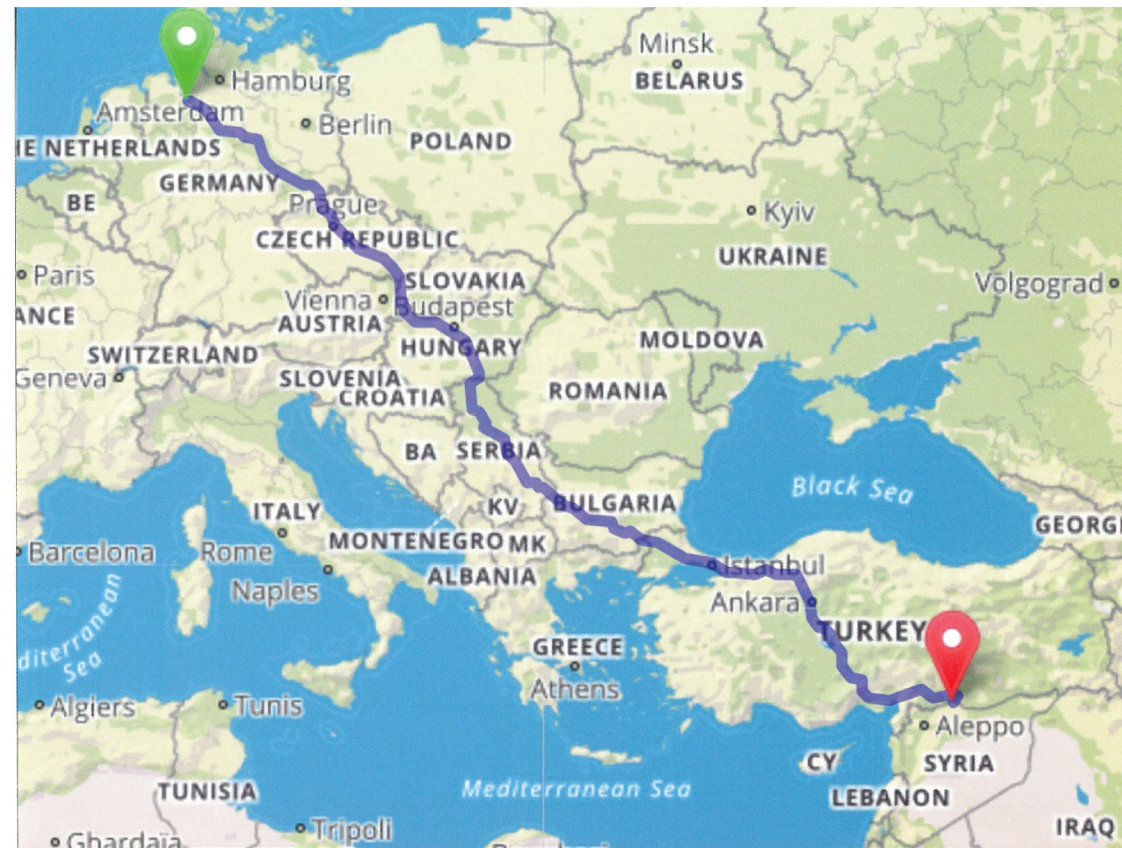 Minsk
BELARUS
Hamburg
Amsterdam
Berlin
HE NETHERLANDS
POLAND
GERMANY
BE
Prague
Kyiv
CZECH REPUBLIC
UKRAINE
Paris
SLOVAKIA
Volgograd
Vienna
Budapest
ANCE
AUSTRIA
HUNGARY
MOLDOVA
SWITZERLAND
Geneva
SLOVENIA
CROATIA
ROMANIA
BA
SERBIA
Black Sea
KV
BULGARIA
ITALY
GEORGI
MONTENEGRO
MK
Barcelona
Rome
Istanbul
ALBANIA
Naples
Ankara
TURKEY
diterranean
Sea
GREECE
Athens
Algiers
Tunis
Aleppo
CY
SYRIA
TUNISIA
Mediterranean Sea
LEBANON
IRAQ
Tripoli
Ghardaïa